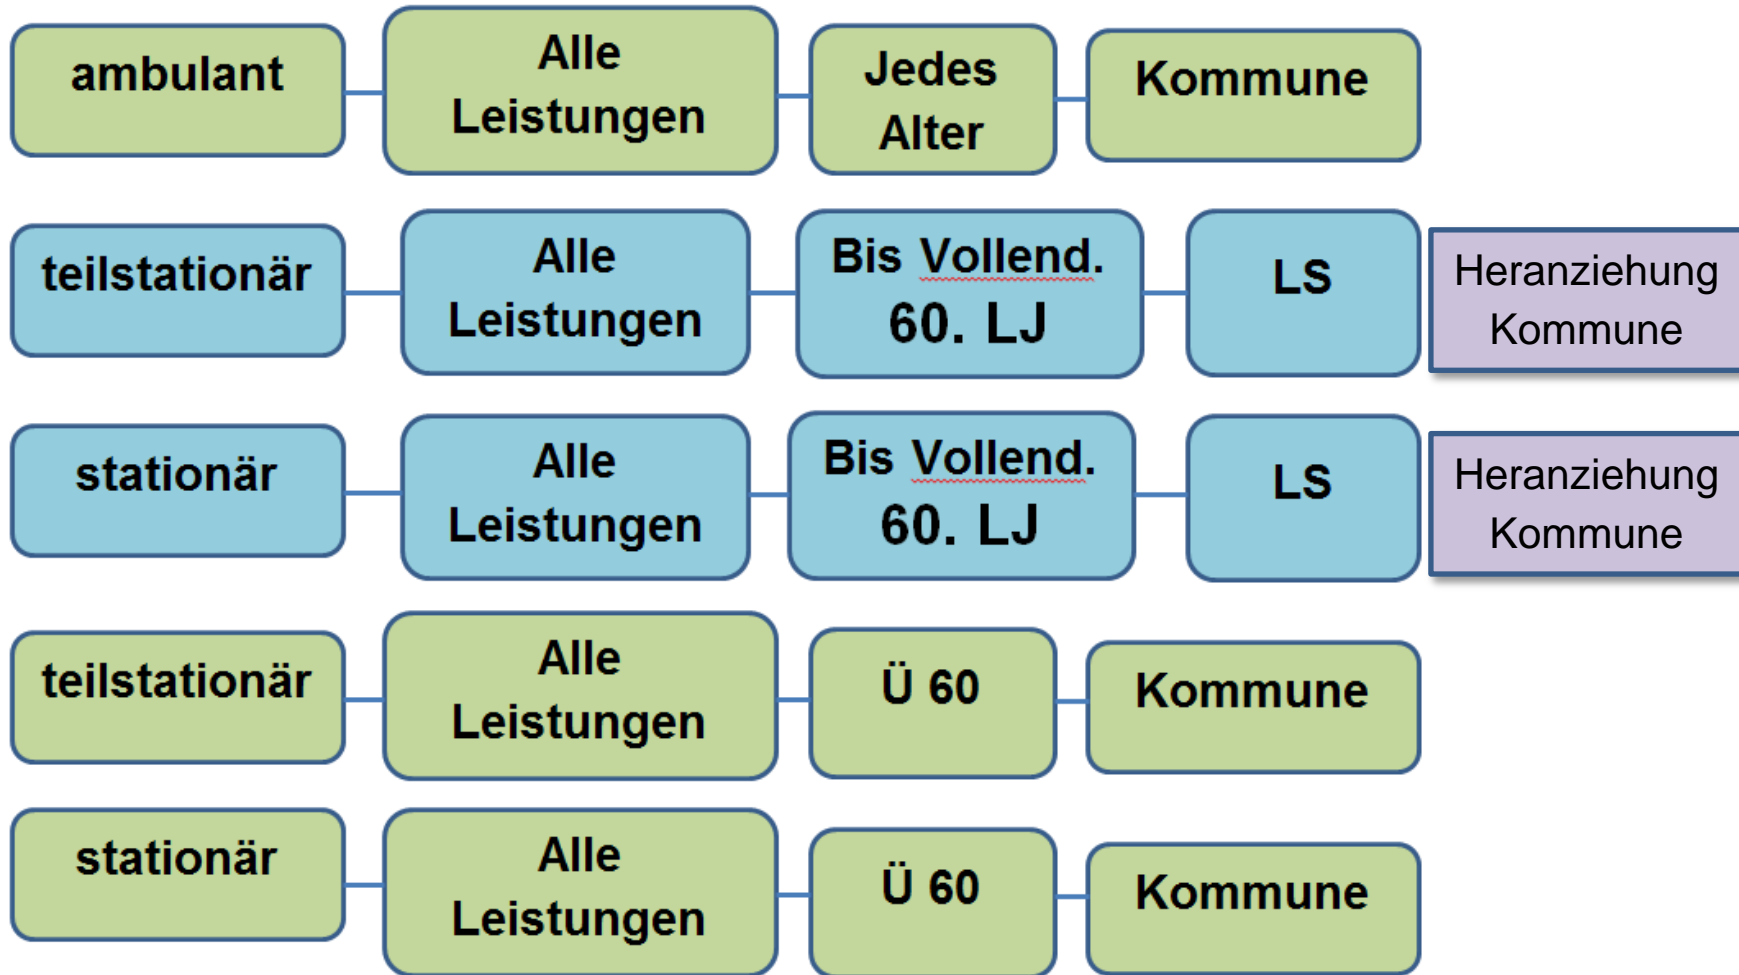 ambulant
Alle
Leistungen
Jedes
Alter
Kommune
teilstationär
Alle
Leistungen
Bis Vollend.
60. LJ
LS
Heranziehung
Kommune
stationär
Alle
Leistungen
Bis Vollend.
60. LJ
LS
Heranziehung
Kommune
teilstationär
Alle
Leistungen
Ü 60
Kommune
stationär
Alle
Leistungen
Ü 60
Kommune